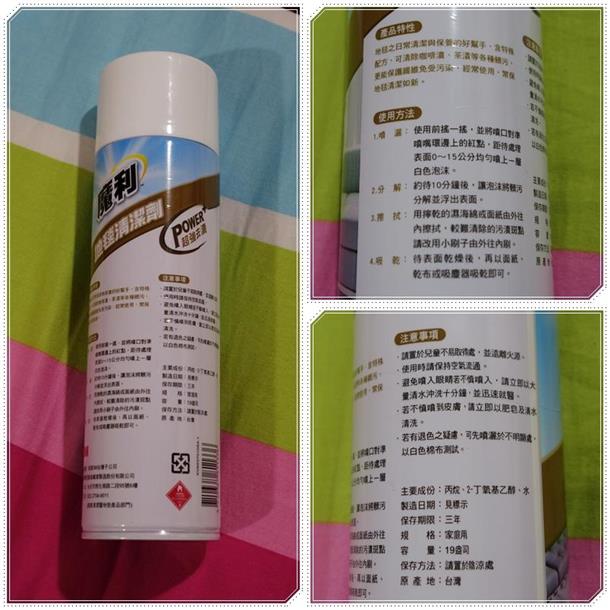 魔利
地毯清潔劑
POWER+
超強去漬
注意事項
產品特性
地毯之日常清潔與保養的好幫手，含特殊
配方，可清除咖啡漬、茶漬等各種髒污，
更能保護纖維免受污染，經常使用，常保
地毯清潔如新。
使用方法
1.噴灑：使用前搖一搖，並將噴口對準
噴嘴環邊上的紅點，距待處理
表面0～15公分均勻噴上一層
白色泡沫。
2.分解：約待10分鐘後，讓泡沫將髒污
分解並浮出表面。
3.擦拭：用擰乾的濕海綿或面紙由外往
內擦拭，較難清除的污漬斑點
請改用小刷子由外往內刷。
4.吸乾：待表面乾燥後，再以面紙，
乾布或吸塵器吸乾即可。
注意事項
．請置於兒童不易取得處，並遠離火源。
．使用時請保持空氣流通。
．避免噴入眼睛若不慎噴入，請立即以大
量清水沖洗十分鐘，並迅速就醫。
．若不慎噴到皮膚，請立即以肥皂及清水
清洗。
．若有退色之疑慮，可先噴灑於不明顯處，
以白色棉布測試。
主要成份：丙烷、2-丁氧基乙醇、水
製造日期：見標示
保存期限：三年
規格：家庭用
容量：19盎司
保存方法：請置於陰涼處
原產地：台灣